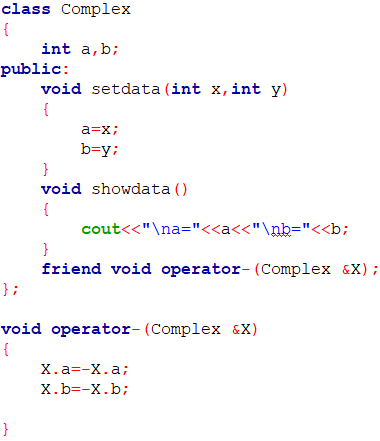 class Complex
{
    int a,b;
public:
    void setdata(int x,int y)
    {
        a=x;
        b=y;
    }
    void showdata()
    {
        cout<<"\na="<<a<<"\nb="<<b;
    }
    friend void operator-(Complex &X);
};

void operator-(Complex &X)
{
    X.a=-X.a;
    X.b=-X.b;

}